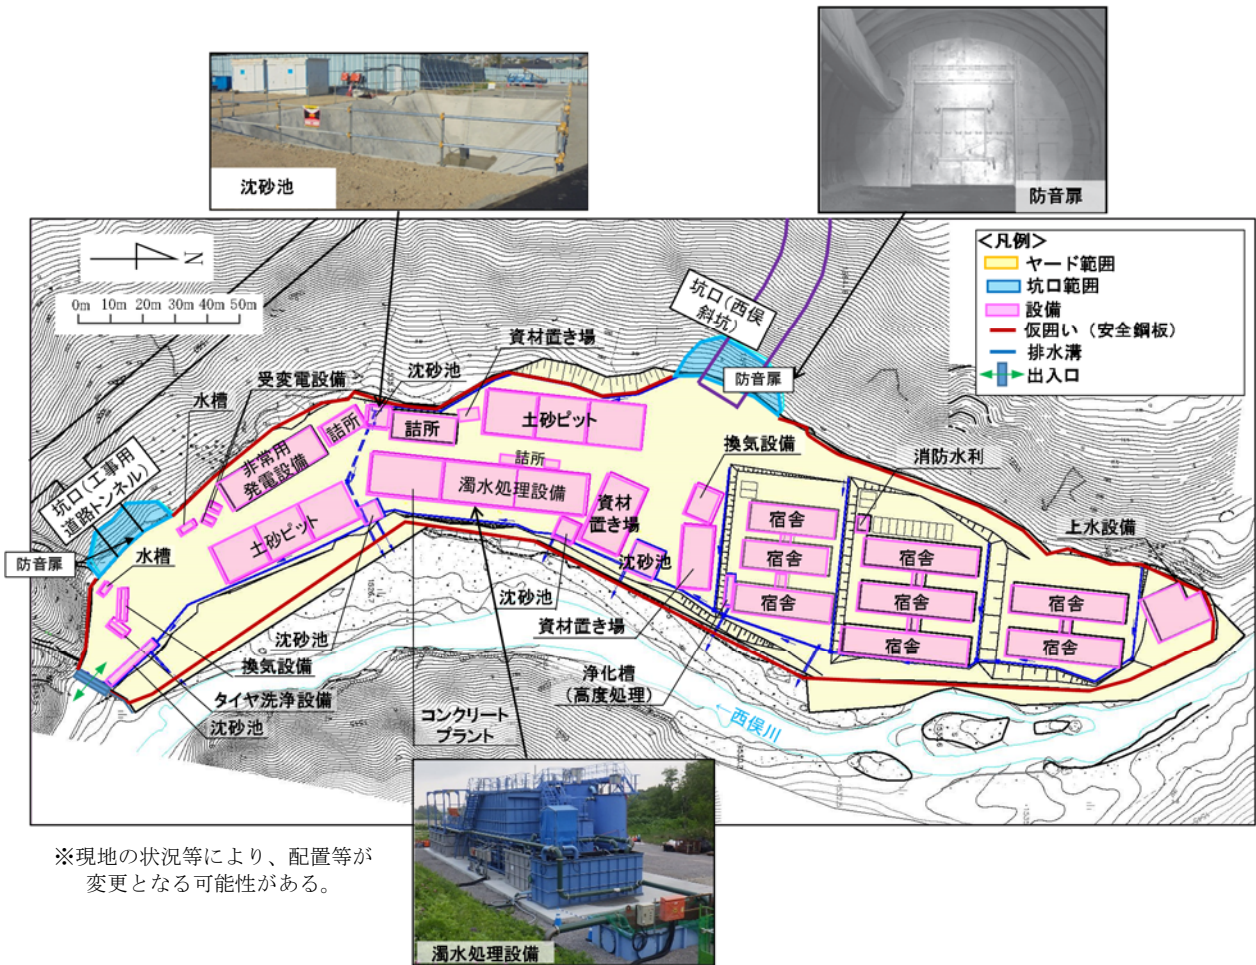 沈砂池
防音扉
<凡例>
ヤード範囲
坑口範囲
設備
仮囲い（安全鋼板）
排水溝
出入口
N
0m 10m 20m 30m 40m 50m
坑口（西俣
斜坑）
防音扉
資材置き場
沈砂池
受変電設備
水槽
詰所
詰所
土砂ピット
非常用
発電設備
詰所
濁水処理設備
換気設備
消防水利
坑口（工事用
道路トンネル）
防音扉
水槽
土砂ピット
資材
置き場
沈砂池
宿舎
宿舎
宿舎
宿舎
宿舎
宿舎
宿舎
宿舎
上水設備
沈砂池
沈砂池
資材置き場
換気設備
タイヤ洗浄設備
沈砂池
浄化槽
（高度処理）
コンクリート
プラント
←西俣川
※現地の状況等により、配置等が
変更となる可能性がある。
濁水処理設備